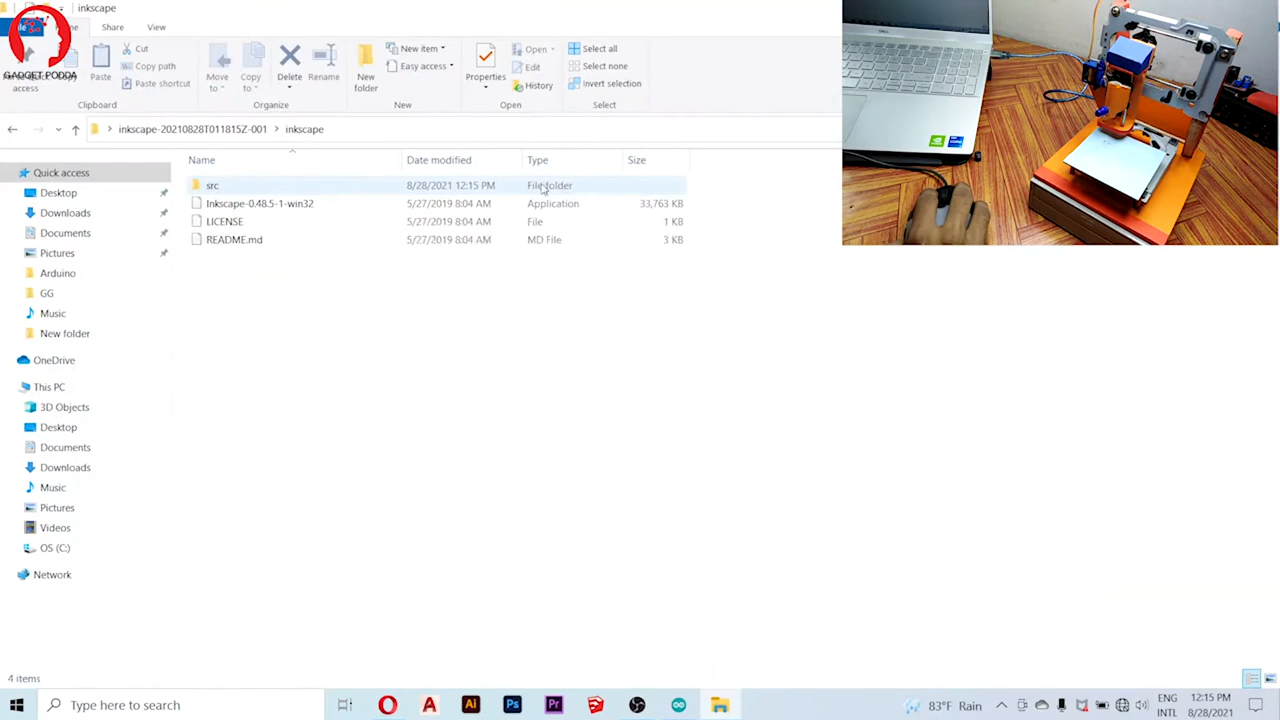 inkscape
Share View
GADGET PODDA
access
Copy
Paste
Cut
Copy path
Paste shortcut
Clipboard
Move to
Copy to
Delete
Rename
Organize
New folder
New item
Easy access
New
Properties
Open
Edit
History
Open
Select all
Select none
Invert selection
Select
inkscape-20210828T011815Z-001 inkscape
Name Date modified Type Size
src 8/28/2021 12:15 PM File folder
Inkscape-0.48.5-1-win32 5/27/2019 8:04 AM Application 33,763 KB
LICENSE 5/27/2019 8:04 AM File 1 KB
README.md 5/27/2019 8:04 AM MD File 3 KB
Quick access
Desktop
Downloads
Documents
Pictures
Arduino
GG
Music
New folder
OneDrive
This PC
3D Objects
Desktop
Documents
Downloads
Music
Pictures
Videos
OS (C:)
Network
4 items
Type here to search
Ai Ps Pr
83°F Rain
ENG
INTL
12:15 PM
8/28/2021